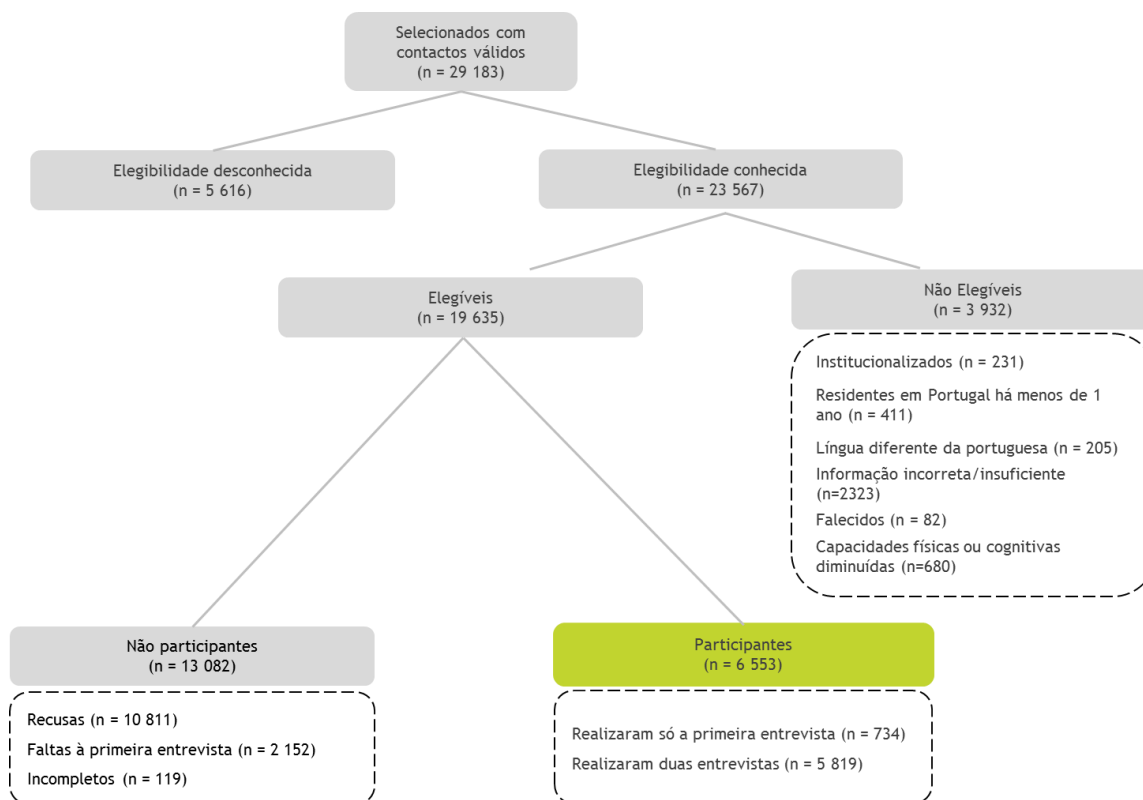 Selecionados com
contactos válidos
(n = 29 183)
Elegibilidade desconhecida
(n = 5 616)
Elegibilidade conhecida
(n = 23 567)
Elegíveis
(n = 19 635)
Não Elegíveis
(n = 3 932)
Institucionalizados (n = 231)
Residentes em Portugal há menos de 1
ano (n = 411)
Língua diferente da portuguesa (n = 205)
Informação incorreta/insuficiente
(n=2323)
Falecidos (n = 82)
Capacidades físicas ou cognitivas
diminuídas (n=680)
Não participantes
(n = 13 082)
Recusas (n = 10 811)
Faltas à primeira entrevista (n = 2 152)
Incompletos (n = 119)
Participantes
(n = 6 553)
Realizaram só a primeira entrevista (n = 734)
Realizaram duas entrevistas (n = 5 819)